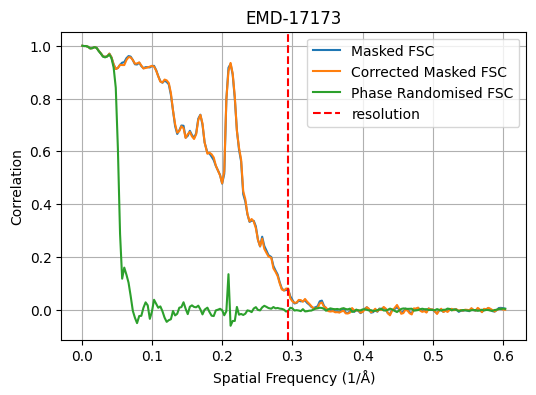 EMD-17173
Masked FSC
Corrected Masked FSC
Phase Randomised FSC
resolution
Correlation
1.0
0.8
0.6
0.4
0.2
0.0
0.0 0.1 0.2 0.3 0.4 0.5 0.6
Spatial Frequency (1/Å)